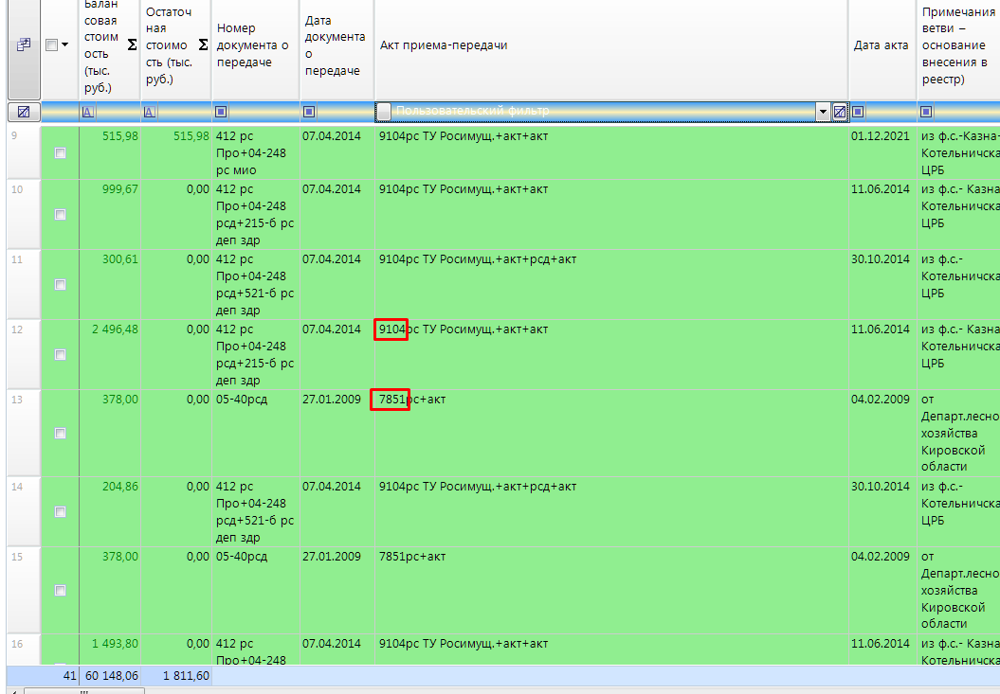 Балан
совая
стоим
ость
(тыс.
руб.)
Σ
Остаточ
ная
стоимо
сть (тыс.
руб.)
Σ
Номер
документа о
передаче
Дата
документа
о
передаче
Акт приема-передачи
Дата акта
Примечания
ветви –
основание
внесения в
реестр)
A
A
Пользовательский фильтр
9 515,98 515,98 412 рс 07.04.2014 9104рс ТУ Росимущ.+акт+акт 01.12.2021 из ф.с.-Казна-
Про+04-248 Котельничска
рс мио ЦРБ
10 999,67 0,00 412 рс 07.04.2014 9104рс ТУ Росимущ.+акт+акт 11.06.2014 из ф.с.- Казна
Про+04-248 Котельничска
рсд+215-б рс ЦРБ
деп здр
11 300,61 0,00 412 рс 07.04.2014 9104рс ТУ Росимущ.+акт+рсд+акт 30.10.2014 из ф.с.-
Про+04-248 Котельничска
рсд+521-б рс ЦРБ
деп здр
12 2 496,48 0,00 412 рс 07.04.2014 9104рс ТУ Росимущ.+акт+акт 11.06.2014 из ф.с.- Казна
Про+04-248 Котельничска
рсд+215-б рс ЦРБ
деп здр
13 378,00 0,00 05-40рсд 27.01.2009 7851рс+акт 04.02.2009 от
Департ.лесно
хозяйства
Кировской
области
14 204,86 0,00 412 рс 07.04.2014 9104рс ТУ Росимущ.+акт+рсд+акт 30.10.2014 из ф.с.-
Про+04-248 Котельничска
рсд+521-б рс ЦРБ
деп здр
15 378,00 0,00 05-40рсд 27.01.2009 7851рс+акт 04.02.2009 от
Департ.лесно
хозяйства
Кировской
области
16 1 493,80 0,00 412 рс 07.04.2014 9104рс ТУ Росимущ.+акт+акт 11.06.2014 из ф.с.- Казна
Про+04-248 Котельничска
41 60 148,06 1 811,60